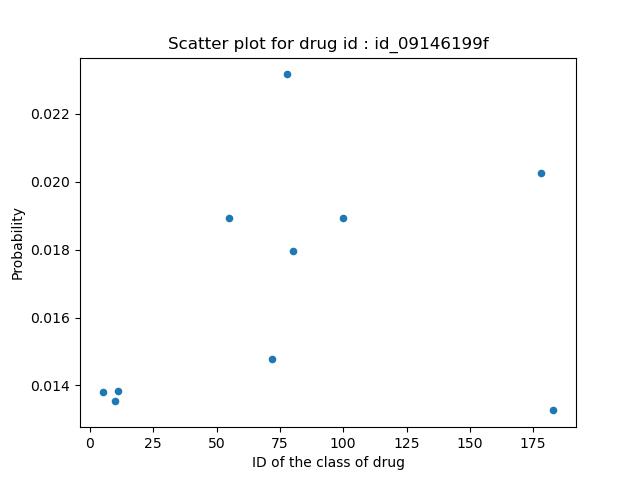 Scatter plot for drug id : id_09146199f
0.022
0.020
0.018
0.016
0.014
Probability
0 25 50 75 100 125 150 175
ID of the class of drug